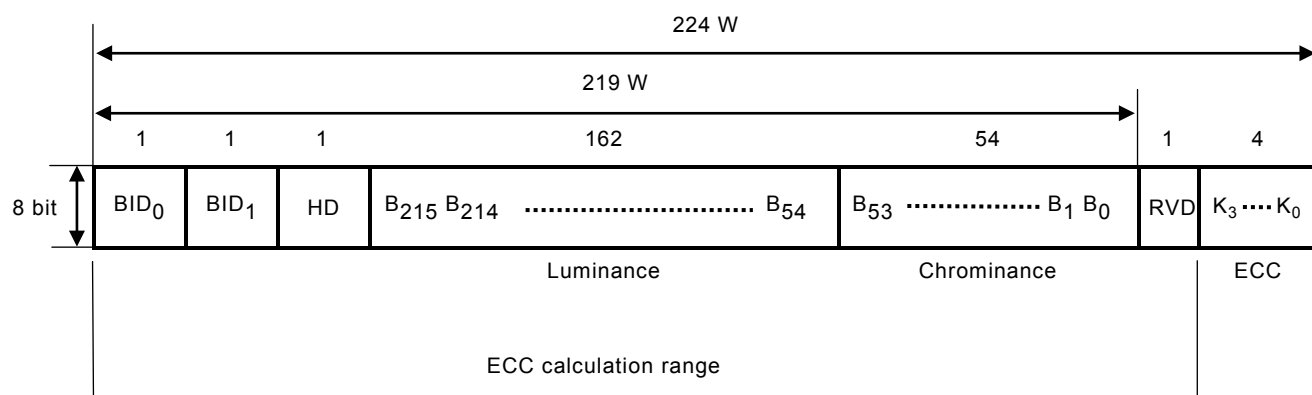 224 W
219 W
1 1 1 162 54 1 4
8 bit BID₀ BID₁ HD B₂₁₅ B₂₁₄ ........................... B₅₄ B₅₃ ................ B₁ B₀ RVD K₃ ····· K₀
Luminance Chrominance ECC
ECC calculation range